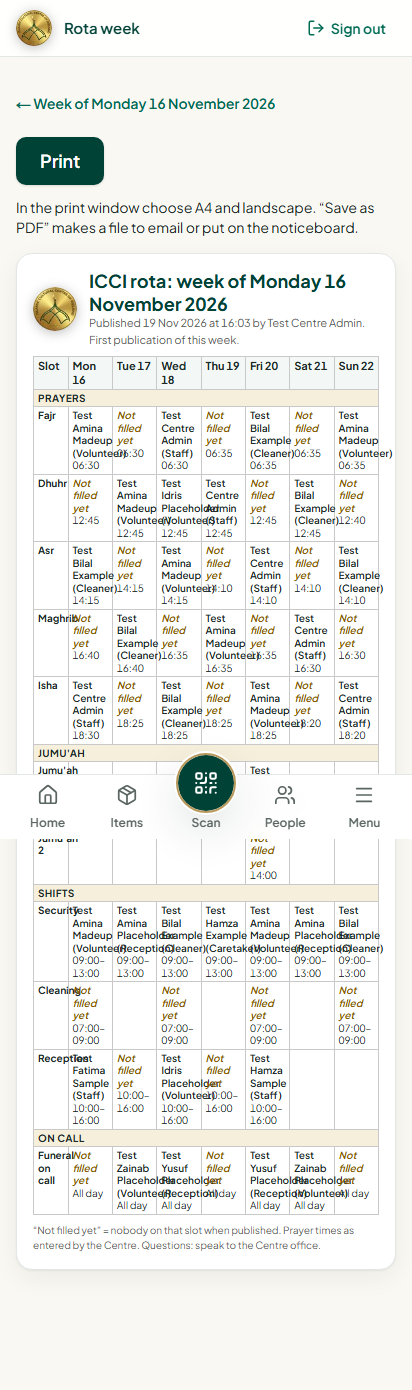 Rota week
Sign out
← Week of Monday 16 November 2026
Print
In the print window choose A4 and landscape. “Save as
PDF” makes a file to email or put on the noticeboard.
ICCI rota: week of Monday 16
November 2026
Published 19 Nov 2026 at 16:03 by Test Centre Admin.
First publication of this week.
Slot Mon 16 Tue 17 Wed 18 Thu 19 Fri 20 Sat 21 Sun 22
PRAYERS
Fajr
Test Amina Madeup (Volunteer) 06:30
Not filled yet 06:30
Test Centre Admin (Staff) 06:30
Not filled yet 06:35
Test Bilal Example (Cleaner) 06:35
Not filled yet 06:35
Test Amina Madeup (Volunteer) 06:35
Dhuhr
Not filled yet 12:45
Test Amina Madeup (Volunteer) 12:45
Test Idris Placeholder (Volunteer) 12:45
Test Centre Admin (Staff) 12:45
Not filled yet 12:45
Test Bilal Example (Cleaner) 12:45
Not filled yet 12:40
Asr
Test Bilal Example (Cleaner) 14:15
Not filled yet 14:15
Test Amina Madeup (Volunteer) 14:15
Not filled yet 14:10
Test Centre Admin (Staff) 14:10
Not filled yet 14:10
Test Bilal Example (Cleaner) 14:10
Maghrib
Not filled yet 16:40
Test Bilal Example (Cleaner) 16:40
Not filled yet 16:35
Test Amina Madeup (Volunteer) 16:35
Not filled yet 16:35
Test Centre Admin (Staff) 16:30
Not filled yet 16:30
Isha
Test Centre Admin (Staff) 18:30
Not filled yet 18:25
Test Bilal Example (Cleaner) 18:25
Not filled yet 18:25
Test Amina Madeup (Volunteer) 18:25
Not filled yet 18:20
Test Centre Admin (Staff) 18:20
JUMU'AH
Jumu'ah
Test
Home Items Scan People Menu
Jumu'ah 2
Not filled yet 14:00
SHIFTS
Security
Test Amina Madeup (Volunteer) 09:00–13:00
Test Amina Placeholder (Reception) 09:00–13:00
Test Bilal Example (Cleaner) 09:00–13:00
Test Hamza Example (Caretaker) 09:00–13:00
Test Amina Madeup (Volunteer) 09:00–13:00
Test Amina Placeholder (Reception) 09:00–13:00
Test Bilal Example (Cleaner) 09:00–13:00
Cleaning
Not filled yet 07:00–09:00
Not filled yet 07:00–09:00
Not filled yet 07:00–09:00
Not filled yet 07:00–09:00
Reception
Test Fatima Sample (Staff) 10:00–16:00
Not filled yet 10:00–16:00
Test Idris Placeholder (Volunteer) 10:00–16:00
Not filled yet 10:00–16:00
Test Hamza Sample (Staff) 10:00–16:00
ON CALL
Funeral on call
Not filled yet All day
Test Zainab Placeholder (Volunteer) All day
Test Yusuf Placeholder (Reception) All day
Not filled yet All day
Test Yusuf Placeholder (Reception) All day
Test Zainab Placeholder (Volunteer) All day
Not filled yet All day
“Not filled yet” = nobody on that slot when published. Prayer times as
entered by the Centre. Questions: speak to the Centre office.